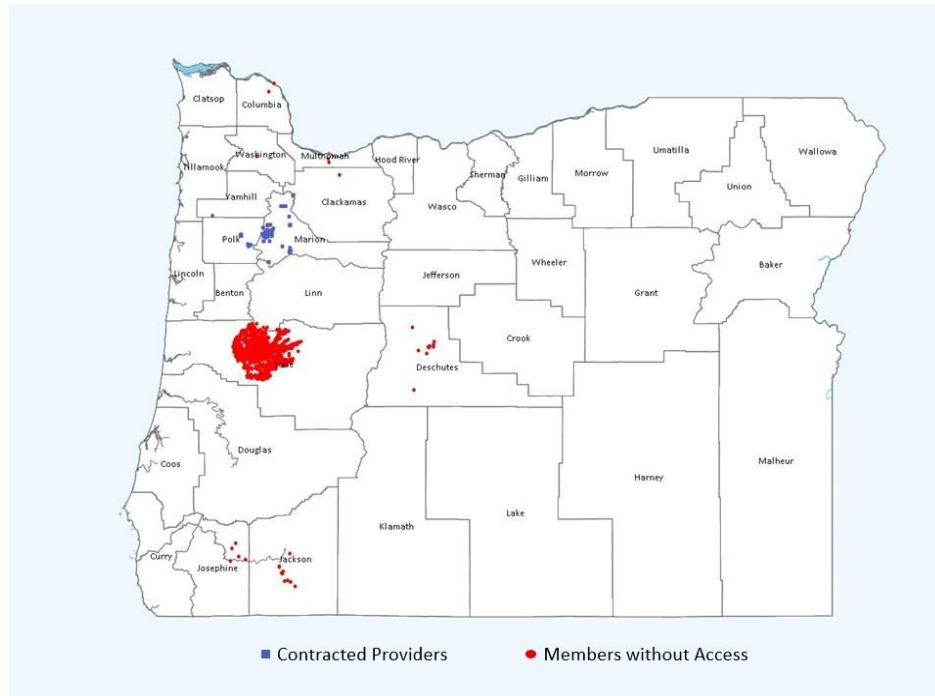 Clatsop
Columbia
Tillamook
Washington
Multnomah
Hood River
Sherman
Gilliam
Morrow
Umatilla
Union
Wallowa
Yamhill
Clackamas
Wasco
Polk
Marion
Wheeler
Baker
Lincoln
Benton
Linn
Jefferson
Grant
Crook
Lane
Deschutes
Douglas
Coos
Malheur
Harney
Lake
Klamath
Curry
Josephine
Jackson
Contracted Providers
Members without Access